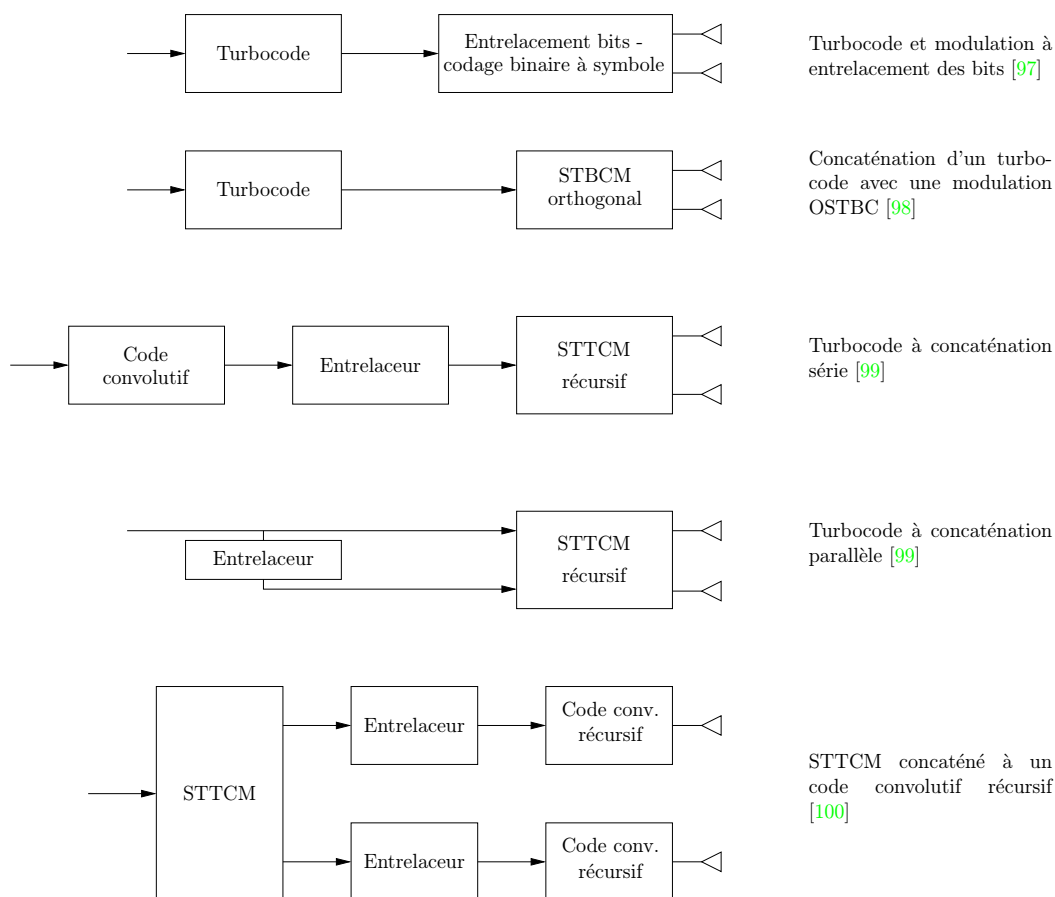 Turbocode
Entrelacement bits -
codage binaire à symbole
Turbocode et modulation à
entrelacement des bits [97]
Turbocode
STBCM
orthogonal
Concaténation d'un turbo-
code avec une modulation
OSTBC [98]
Code
convolutif
Entrelaceur
STTCM
récursif
Turbocode à concaténation
série [99]
Entrelaceur
STTCM
récursif
Turbocode à concaténation
parallèle [99]
STTCM
Entrelaceur
Code conv.
récursif
Entrelaceur
Code conv.
récursif
STTCM concaténé à un
code convolutif récursif
[100]